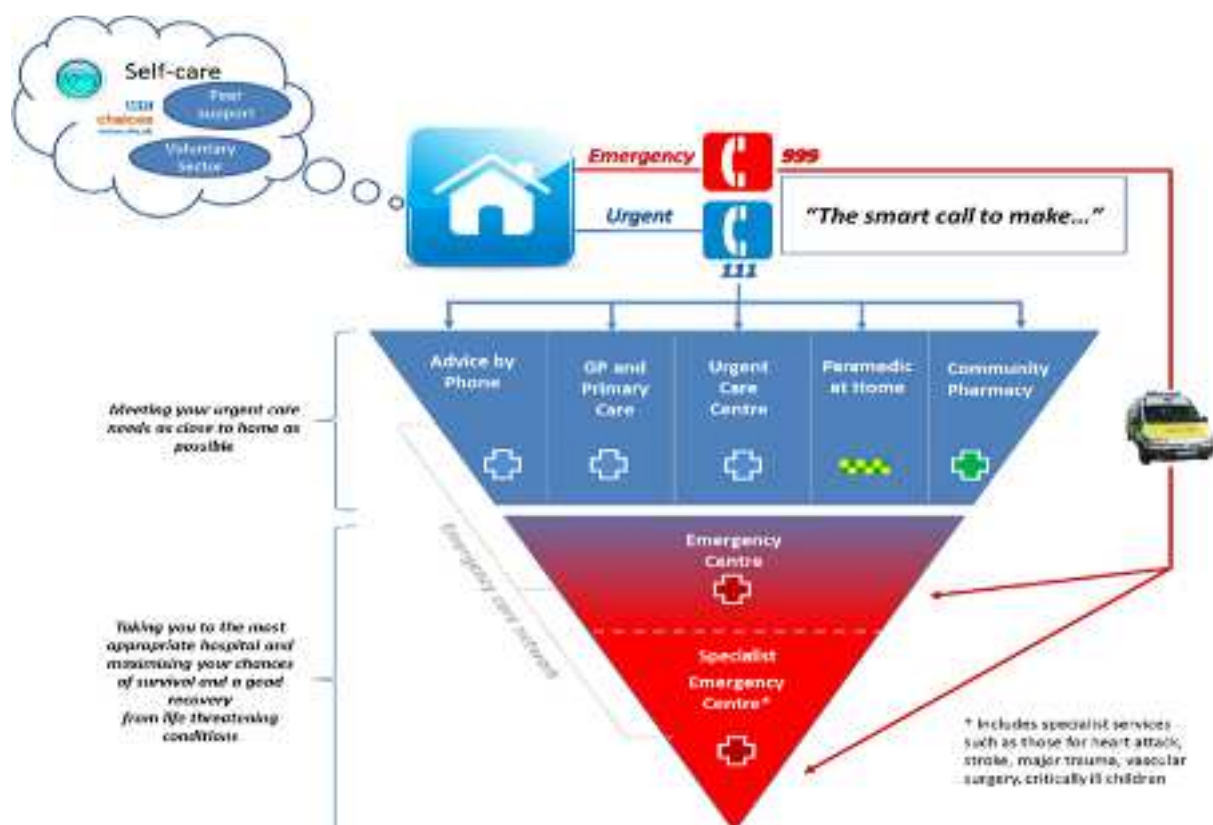 Self-care
Peer
support
choices
Voluntary
Sector
Emergency
999
Urgent
111
"The smart call to make..."
Advice by
Phone
GP and
Primary
Care
Urgent
Care
Centre
Paramedic
at Home
Community
Pharmacy
Meeting your urgent care
needs as close to home as
possible
Emergency care network
Emergency
Centre
Taking you to the most
appropriate hospital and
maximising your chances
of survival and a good
recovery
from life threatening
conditions
Specialist
Emergency
Centre*
* Includes specialist services
such as those for heart attack,
stroke, major trauma, vascular
surgery, critically ill children